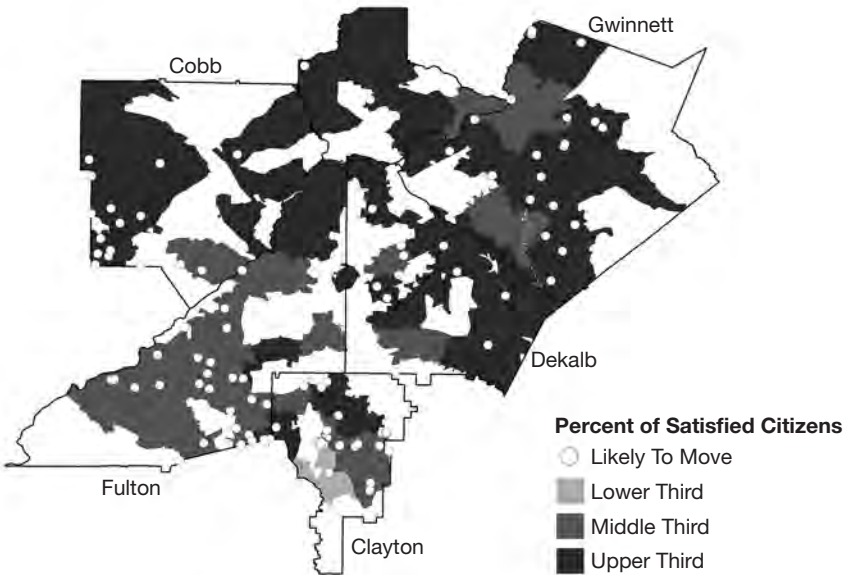 Gwinnett
Cobb
Dekalb
Fulton
Clayton
Percent of Satisfied Citizens
Likely To Move
Lower Third
Middle Third
Upper Third